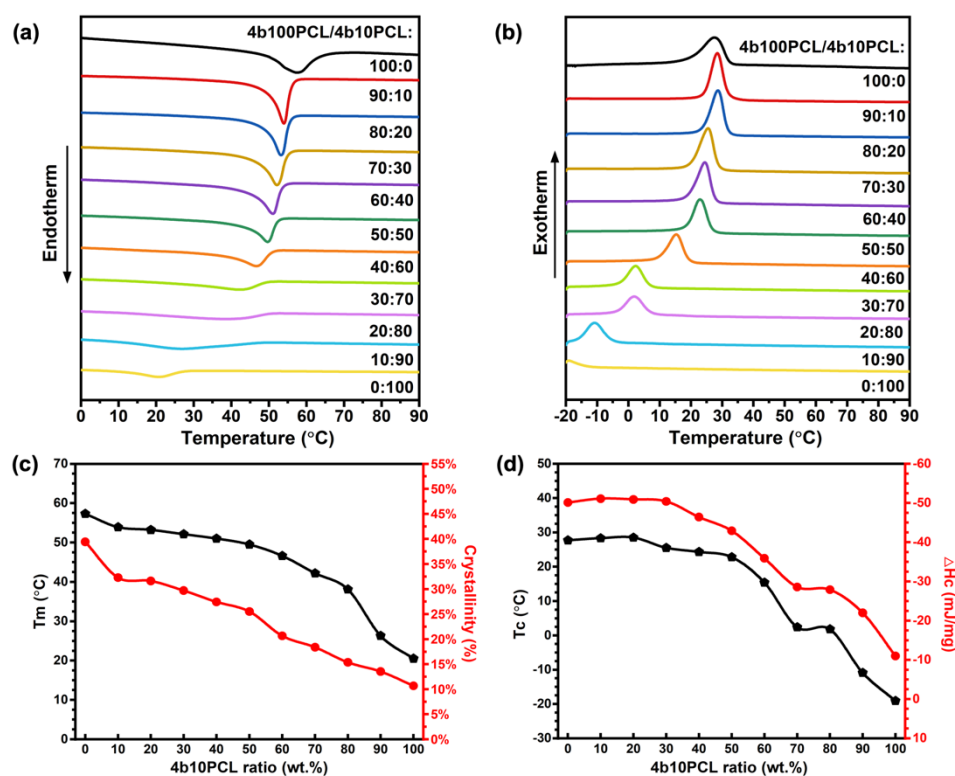 (a)
4b100PCL/4b10PCL:
100:0
90:10
80:20
70:30
60:40
50:50
40:60
30:70
20:80
10:90
0:100
Endotherm
0 10 20 30 40 50 60 70 80 90
Temperature (°C)
(b)
4b100PCL/4b10PCL:
100:0
90:10
80:20
70:30
60:40
50:50
40:60
30:70
20:80
10:90
0:100
Exotherm
-20 -10 0 10 20 30 40 50 60 70 80 90
Temperature (°C)
(c)
70
60
50
40
30
20
10
0
Tm (°C)
55%
50%
45%
40%
35%
30%
25%
20%
15%
10%
5%
0%
Crystallinity (%)
0 10 20 30 40 50 60 70 80 90 100
4b10PCL ratio (wt.%)
(d)
50
40
30
20
10
0
-10
-20
-30
Tc (°C)
-60
-50
-40
-30
-20
-10
0
10
△Hc (mJ/mg)
0 10 20 30 40 50 60 70 80 90 100
4b10PCL ratio (wt.%)